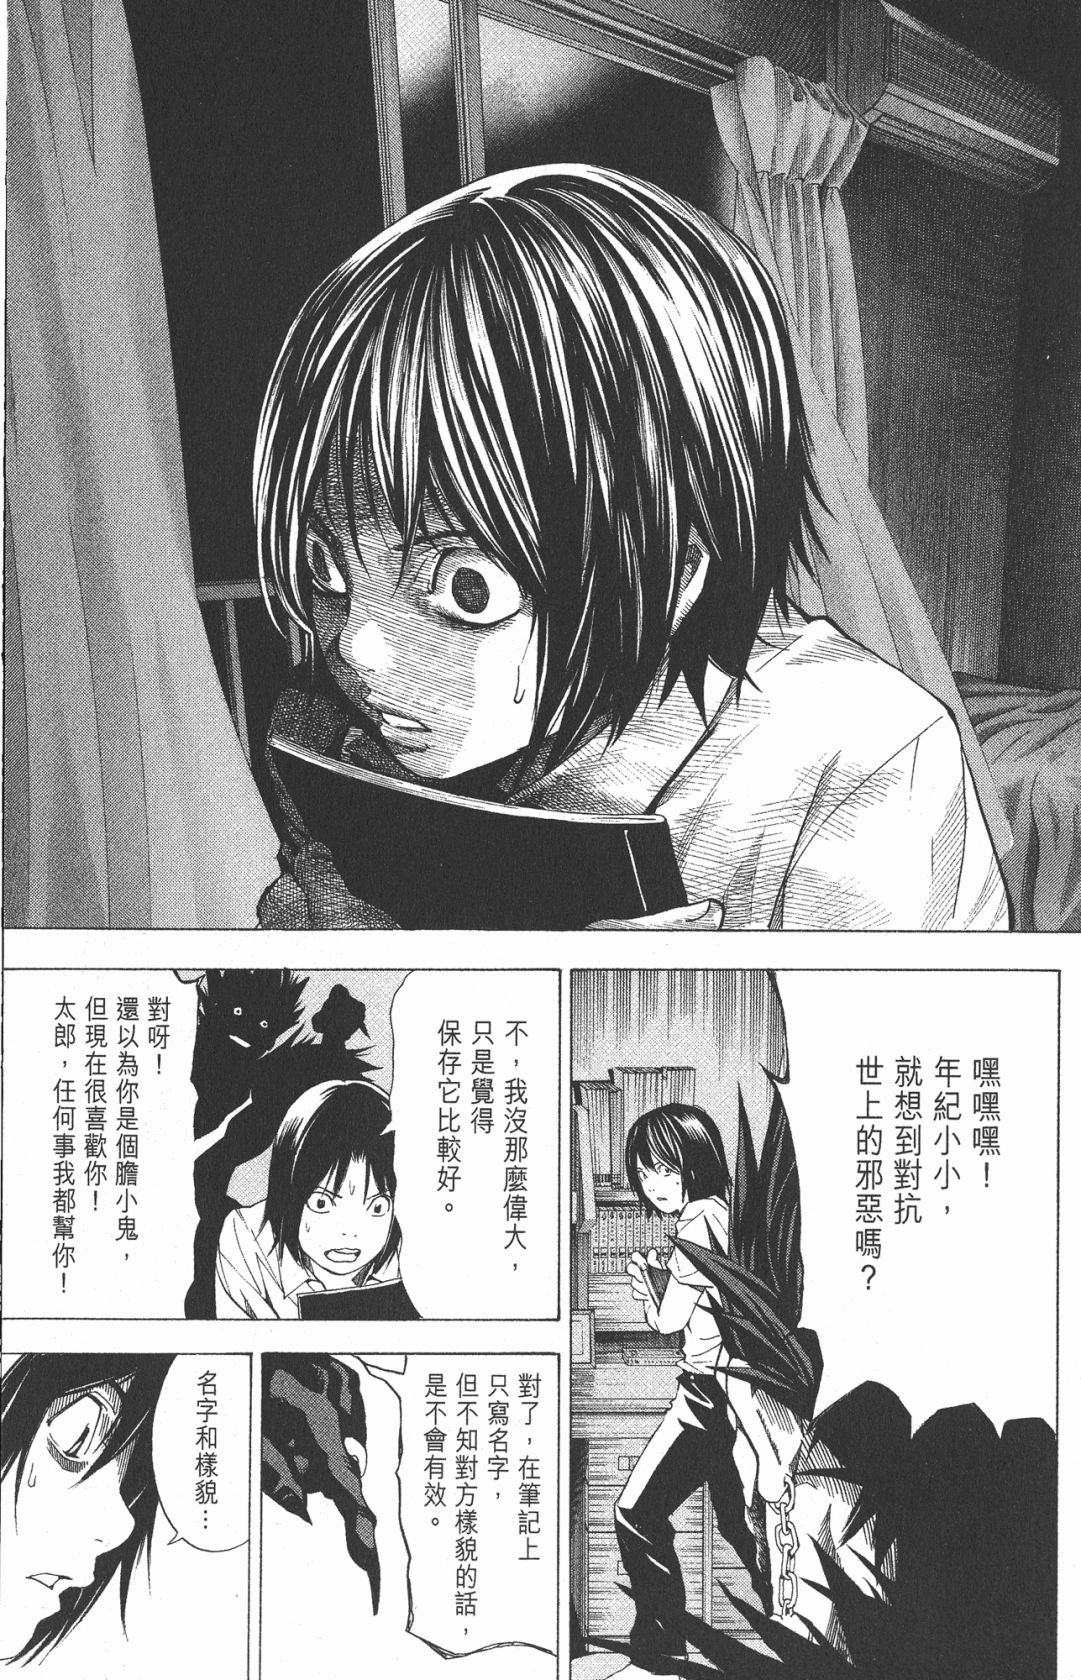 嘿嘿嘿！
年紀小小，
就想到對抗
世上的邪惡嗎？
不，我沒那麼偉大，
只是覺得
保存它比較好。
對呀！
還以為你是個膽小鬼，
但現在很喜歡你！
太郎，任何事我都幫你！
對了，在筆記上
只寫名字，
但不知對方樣貌的話，
是不會有效。
名字和樣貌…